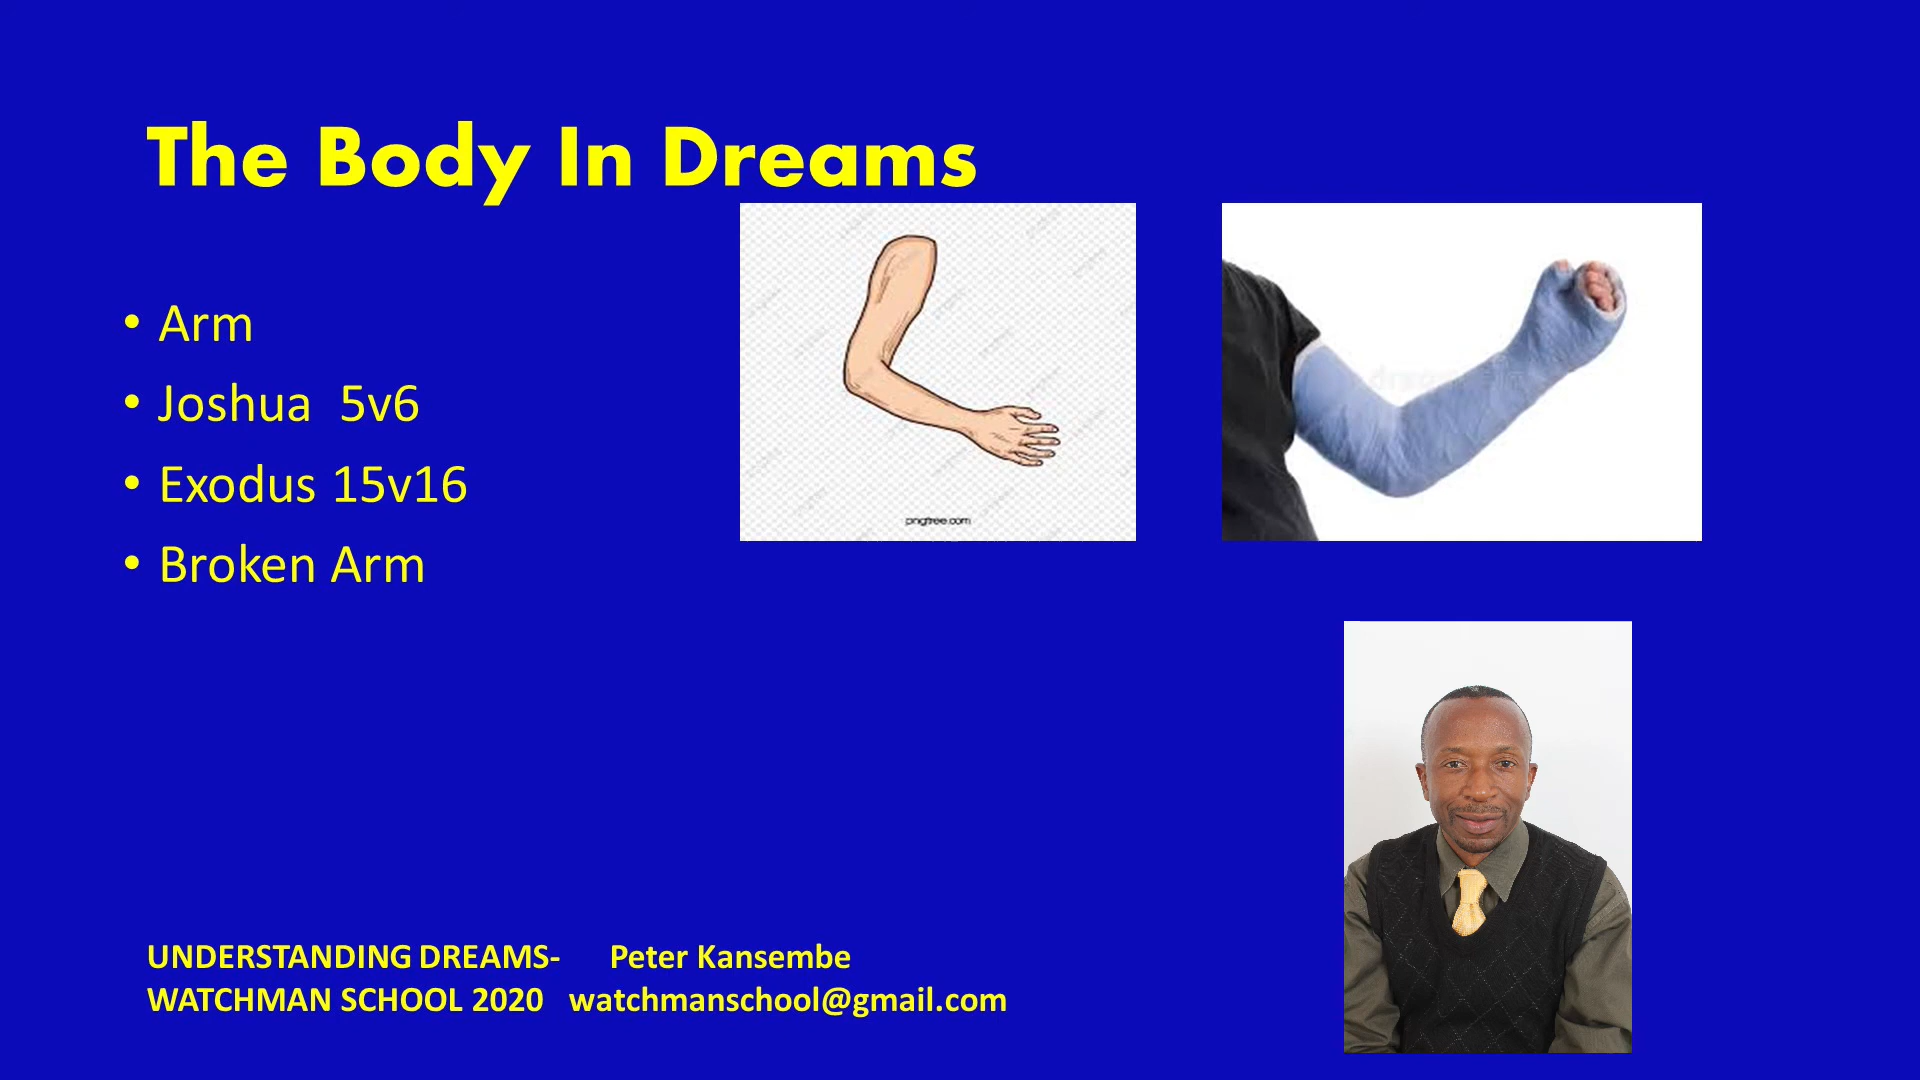 The Body In Dreams
• Arm
• Joshua  5v6
• Exodus 15v16
• Broken Arm
pngtree.com
UNDERSTANDING DREAMS-      Peter Kansembe
WATCHMAN SCHOOL 2020   watchmanschool@gmail.com